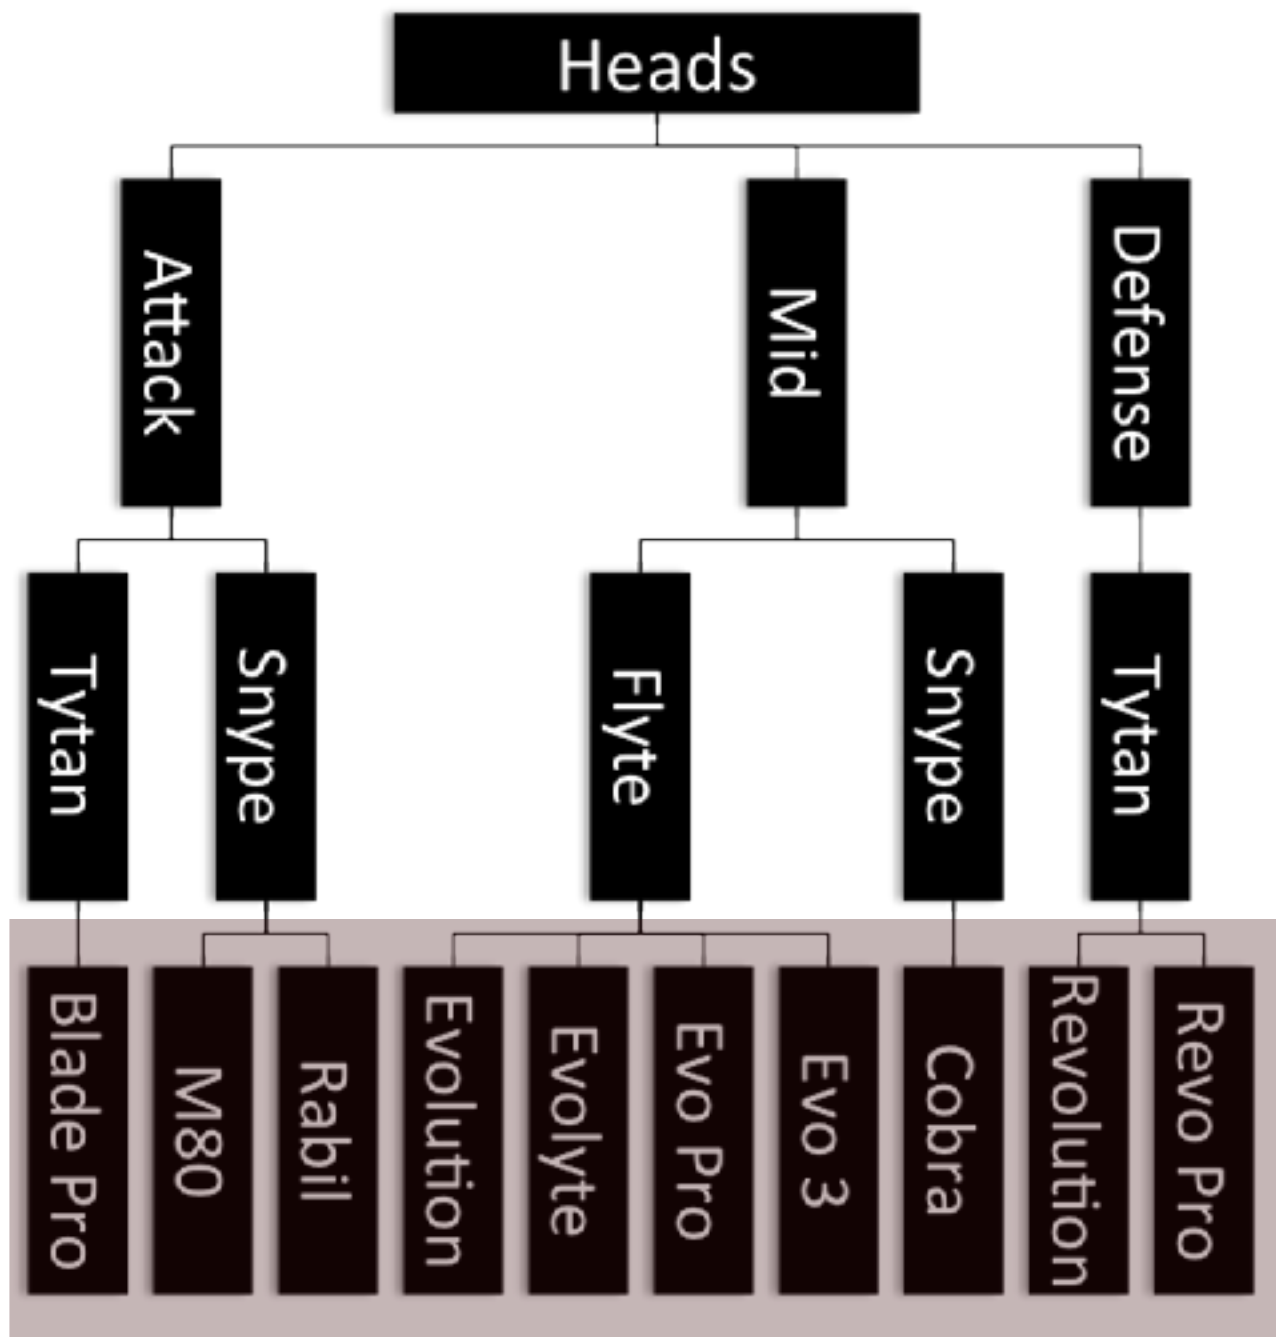 Heads
Attack
Mid
Defense
Tytan
Snype
Flyte
Snype
Tytan
Blade Pro
M80
Rabil
Evolution
Evolyte
Evo Pro
Evo 3
Cobra
Revolution
Revo Pro